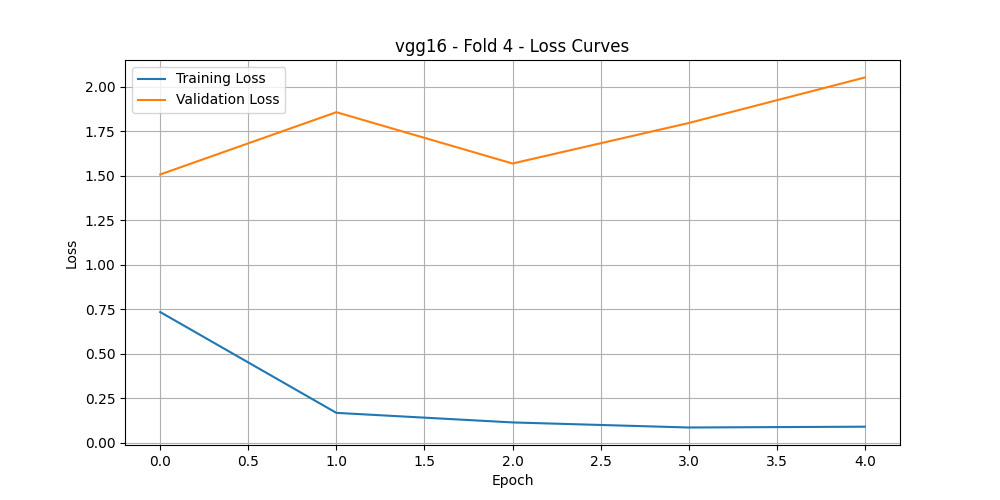 vgg16 - Fold 4 - Loss Curves
Training Loss
Validation Loss
2.00
1.75
1.50
1.25
1.00
0.75
0.50
0.25
0.00
Loss
0.0 0.5 1.0 1.5 2.0 2.5 3.0 3.5 4.0
Epoch